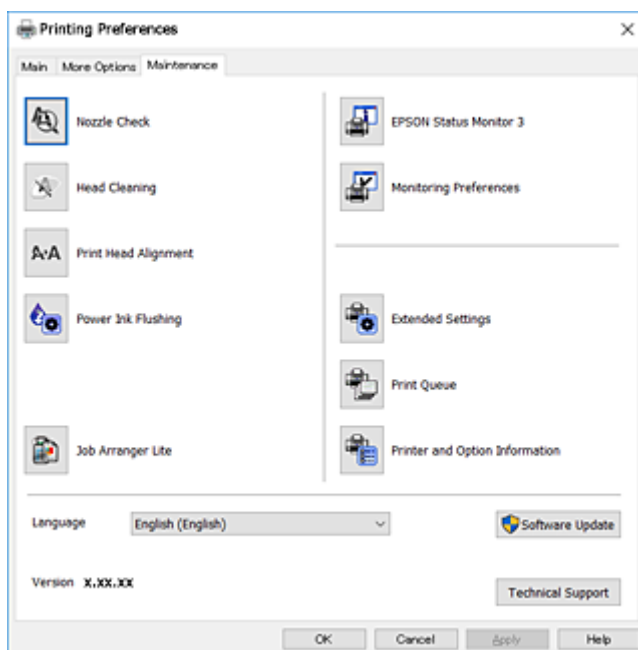 Printing Preferences
Main More Options Maintenance
Nozzle Check
Head Cleaning
A·A Print Head Alignment
Power Ink Flushing
Job Arranger Lite
EPSON Status Monitor 3
Monitoring Preferences
Extended Settings
Print Queue
Printer and Option Information
Language English (English)
Software Update
Version X.XX.XX
Technical Support
OK Cancel Apply Help